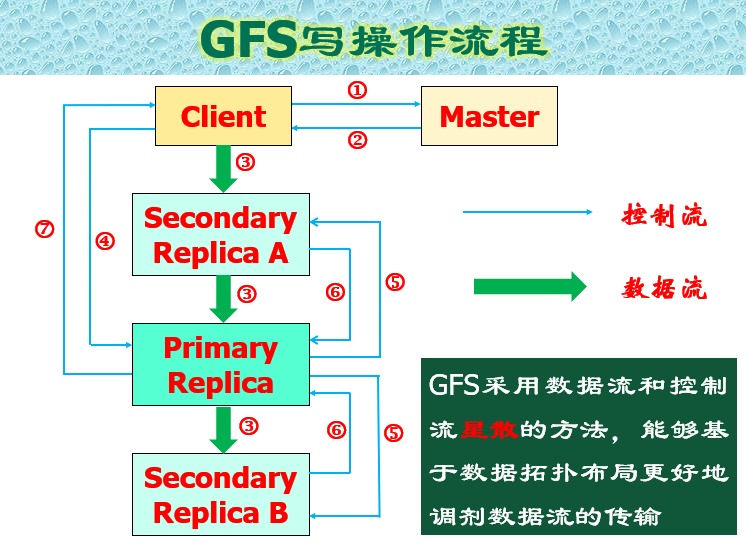 GFS写操作流程
Client
Master
①
②
③
Secondary
Replica A
③
Primary
Replica
③
Secondary
Replica B
④
⑦
⑤
⑥
⑤
⑥
控制流
数据流
GFS采用数据流和控制
流星散的方法，能够基
于数据拓扑布局更好地
调剂数据流的传输